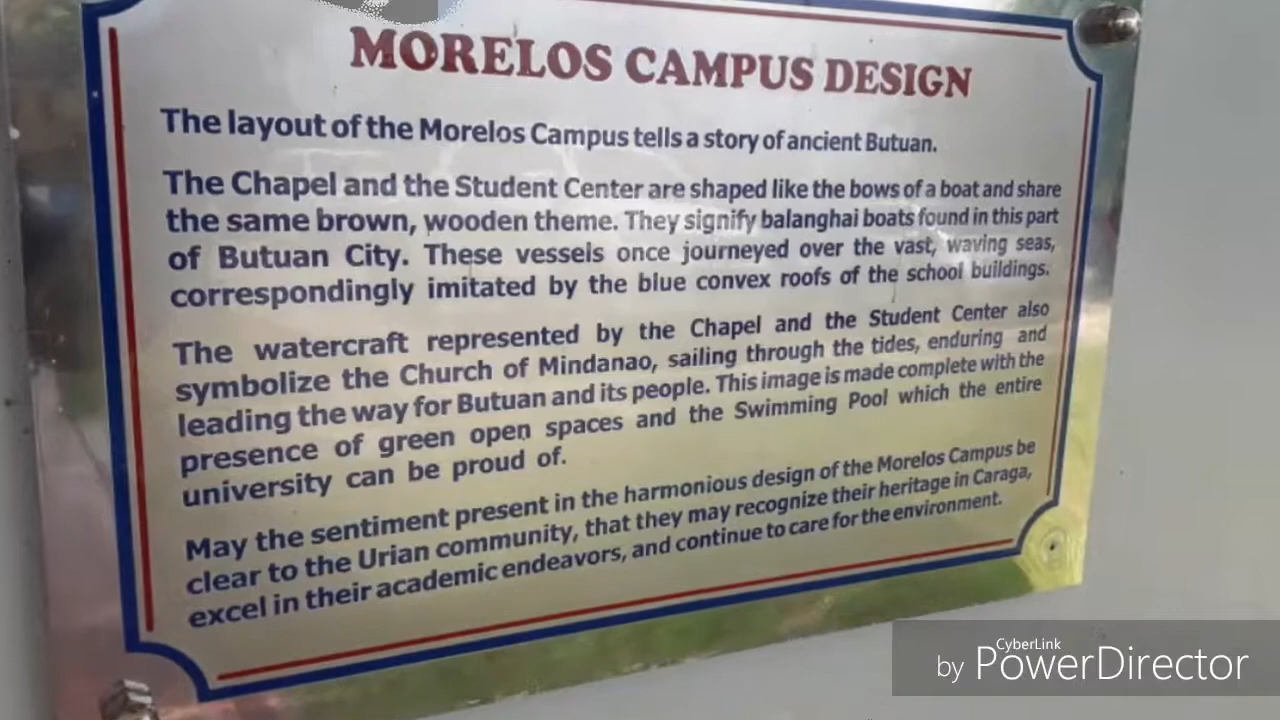 MORELOS CAMPUS DESIGN
The layout of the Morelos Campus tells a story of ancient Butuan.
The Chapel and the Student Center are shaped like the bows of a boat and share
the same brown, wooden theme. They signify balanghai boats found in this part
of Butuan City. These vessels once journeyed over the vast, waving seas,
correspondingly imitated by the blue convex roofs of the school buildings.
The watercraft represented by the Chapel and the Student Center also
symbolize the Church of Mindanao, sailing through the tides, enduring and
leading the way for Butuan and its people. This image is made complete with the
presence of green open spaces and the Swimming Pool which the entire
university can be proud of.
May the sentiment present in the harmonious design of the Morelos Campus be
clear to the Urian community, that they may recognize their heritage in Caraga,
excel in their academic endeavors, and continue to care for the environment.
CyberLink
by PowerDirector